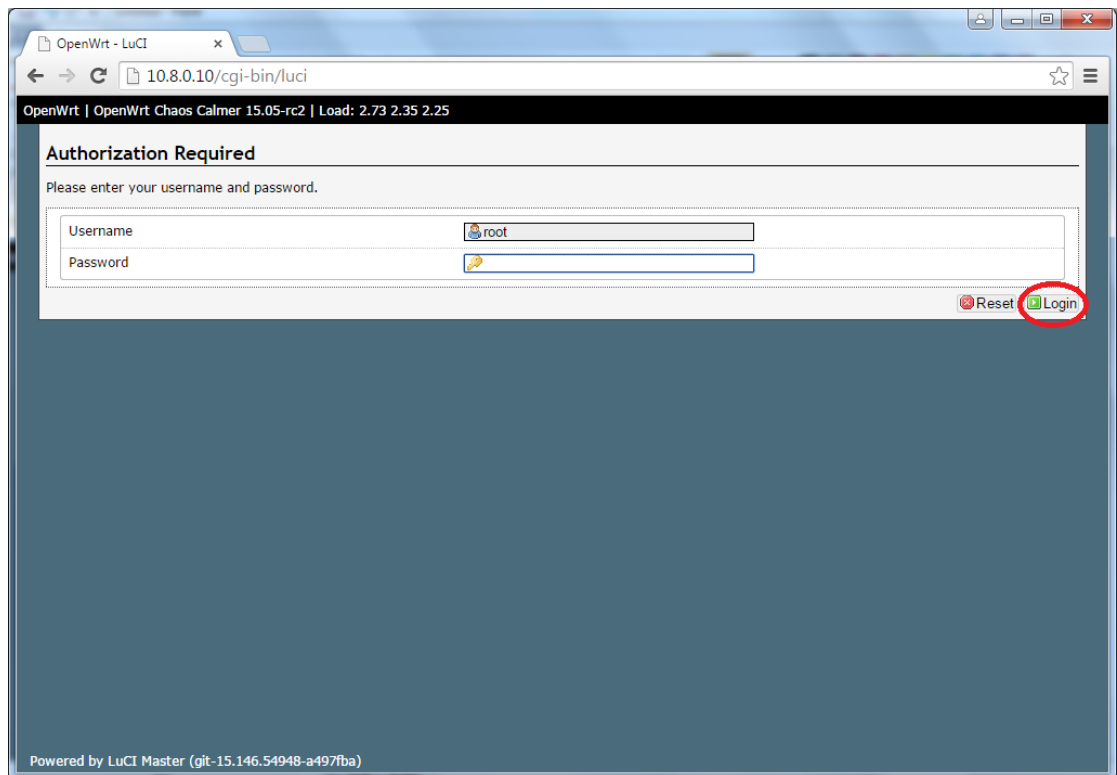 OpenWrt - LuCI
10.8.0.10/cgi-bin/luci
OpenWrt | OpenWrt Chaos Calmer 15.05-rc2 | Load: 2.73 2.35 2.25
Authorization Required
Please enter your username and password.
Username root
Password
Reset Login
Powered by LuCI Master (git-15.146.54948-a497fba)